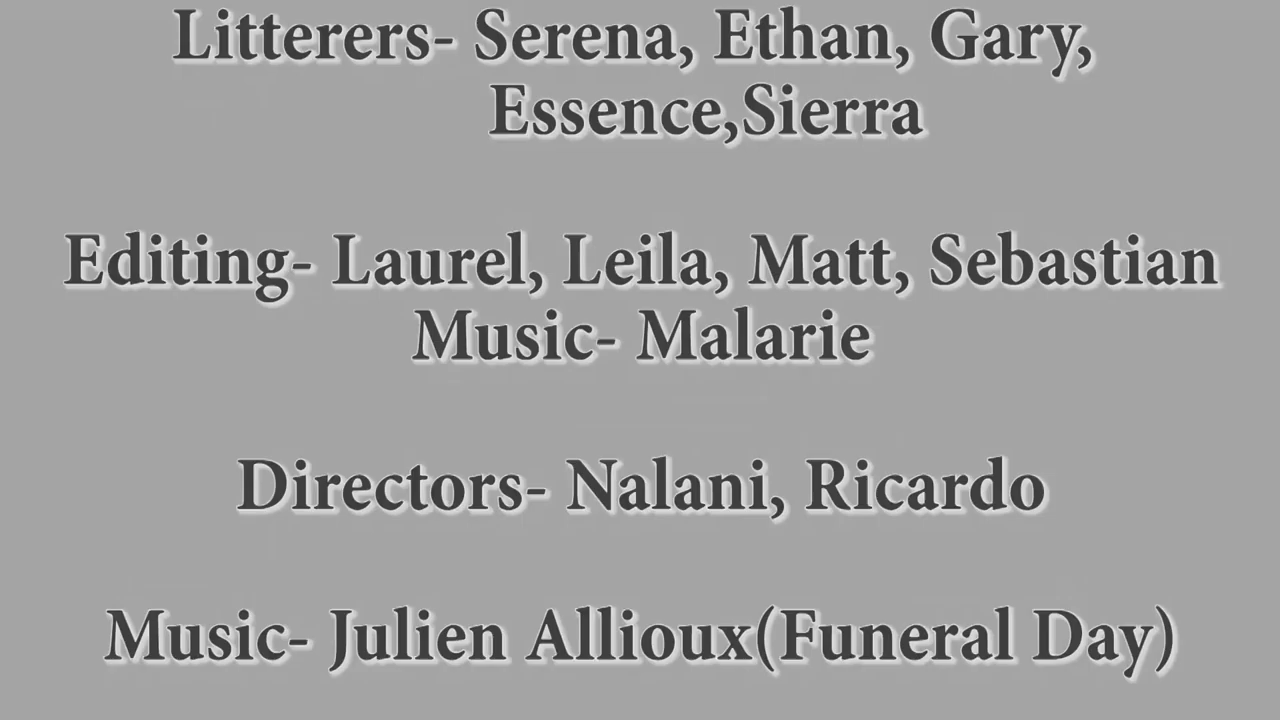 Litterers- Serena, Ethan, Gary,
Essence,Sierra
Editing- Laurel, Leila, Matt, Sebastian
Music- Malarie
Directors- Nalani, Ricardo
Music- Julien Allioux(Funeral Day)